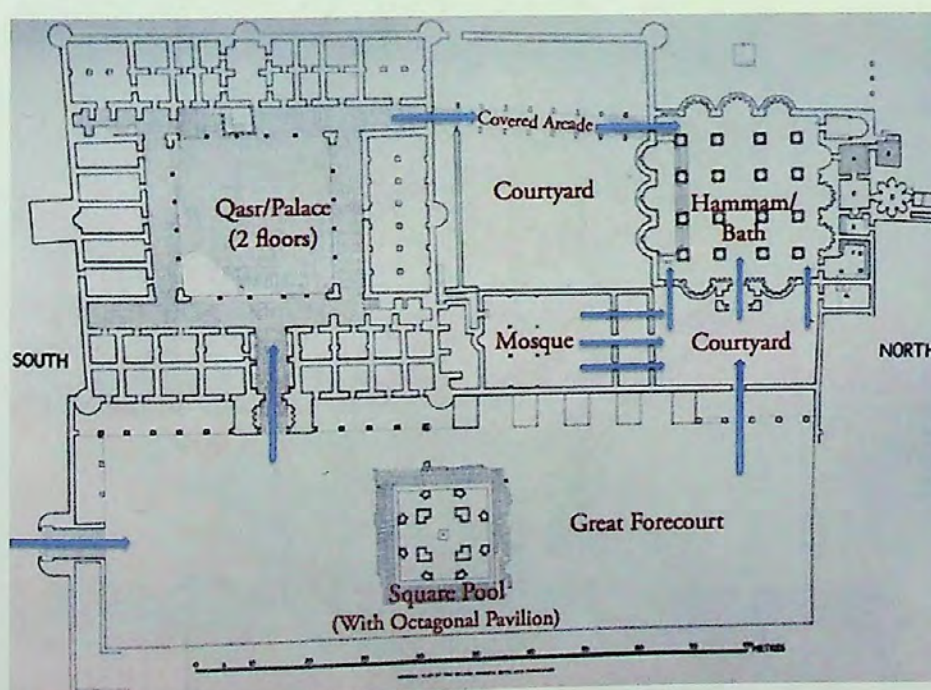 Covered Arcade
Qasr/Palace
(2 floors)
Courtyard
Hammam/
Bath
SOUTH
Mosque
Courtyard
NORTH
Great Forecourt
Square Pool
(With Octagonal Pavilion)